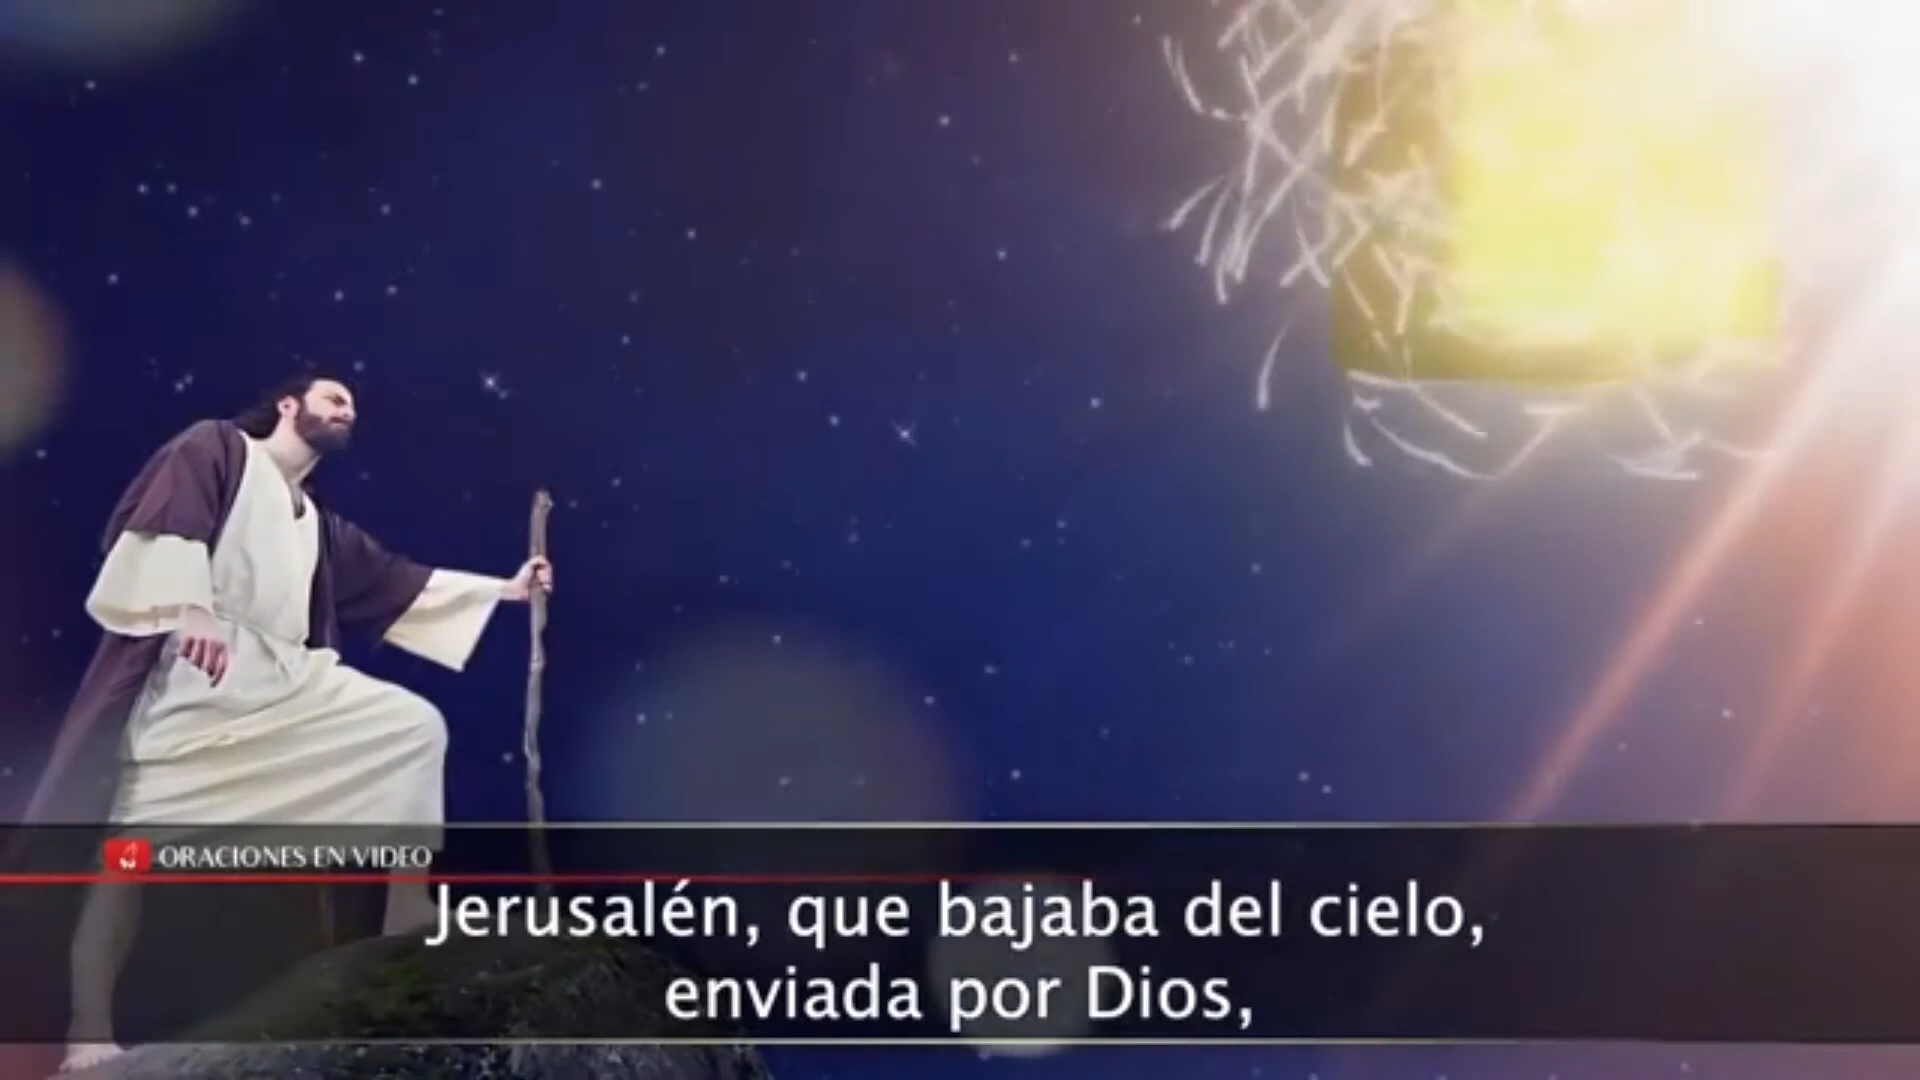 ORACIONES EN VIDEO
Jerusalén, que bajaba del cielo,
enviada por Dios,